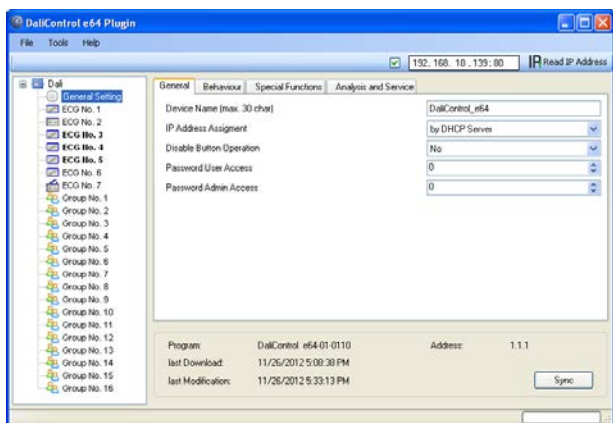 DaliControl e64 Plugin
File Tools Help
192. 168. 10 . 139: 80 Read IP Address
Dali
General Setting
ECG No. 1
ECG No. 2
ECG No. 3
ECG No. 4
ECG No. 5
ECG No. 6
ECG No. 7
Group No. 1
Group No. 2
Group No. 3
Group No. 4
Group No. 5
Group No. 6
Group No. 7
Group No. 8
Group No. 9
Group No. 10
Group No. 11
Group No. 12
Group No. 13
Group No. 14
Group No. 15
Group No. 16
General Behaviour Special Functions Analysis and Service
Device Name (max. 30 char) DaliControl_e64
IP Address Assigment by DHCP Server
Disable Button Operation No
Password User Access 0
Password Admin Access 0
Program: DaliControl e64-01-0110 Address: 1.1.1
last Download: 11/26/2012 5:08:38 PM
last Modification: 11/26/2012 5:33:13 PM
Sync